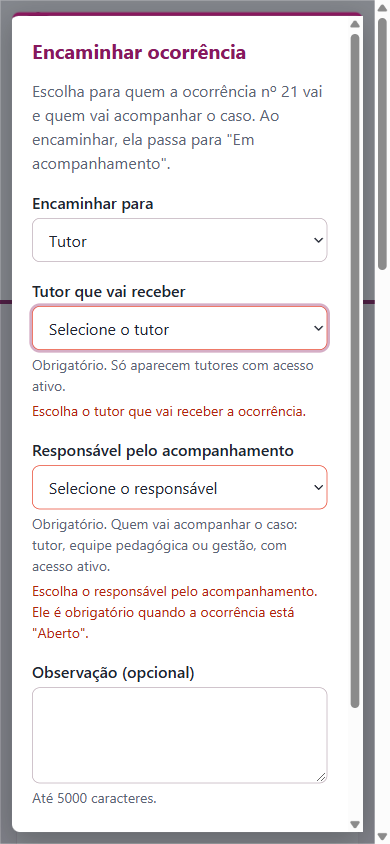 Encaminhar ocorrência
Escolha para quem a ocorrência nº 21 vai
e quem vai acompanhar o caso. Ao
encaminhar, ela passa para "Em
acompanhamento".
Encaminhar para
Tutor
Tutor que vai receber
Selecione o tutor
Obrigatório. Só aparecem tutores com acesso
ativo.
Escolha o tutor que vai receber a ocorrência.
Responsável pelo acompanhamento
Selecione o responsável
Obrigatório. Quem vai acompanhar o caso:
tutor, equipe pedagógica ou gestão, com
acesso ativo.
Escolha o responsável pelo acompanhamento.
Ele é obrigatório quando a ocorrência está
"Aberto".
Observação (opcional)
Até 5000 caracteres.